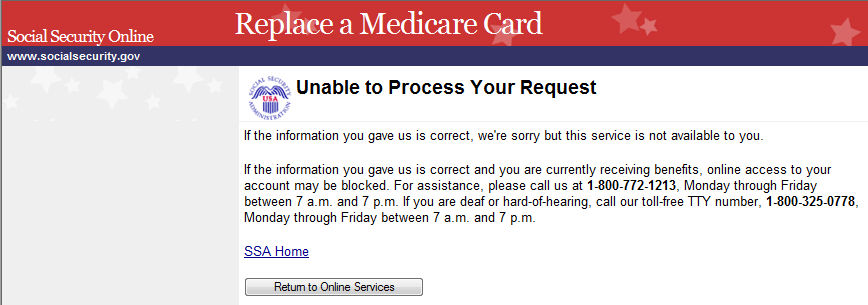 Social Security Online
Replace a Medicare Card
www.socialsecurity.gov
SOCIAL SECURITY
USA
ADMINISTRATION
Unable to Process Your Request
If the information you gave us is correct, we're sorry but this service is not available to you.
If the information you gave us is correct and you are currently receiving benefits, online access to your
account may be blocked. For assistance, please call us at 1-800-772-1213, Monday through Friday
between 7 a.m. and 7 p.m. If you are deaf or hard-of-hearing, call our toll-free TTY number, 1-800-325-0778,
Monday through Friday between 7 a.m. and 7 p.m.
SSA Home
Return to Online Services